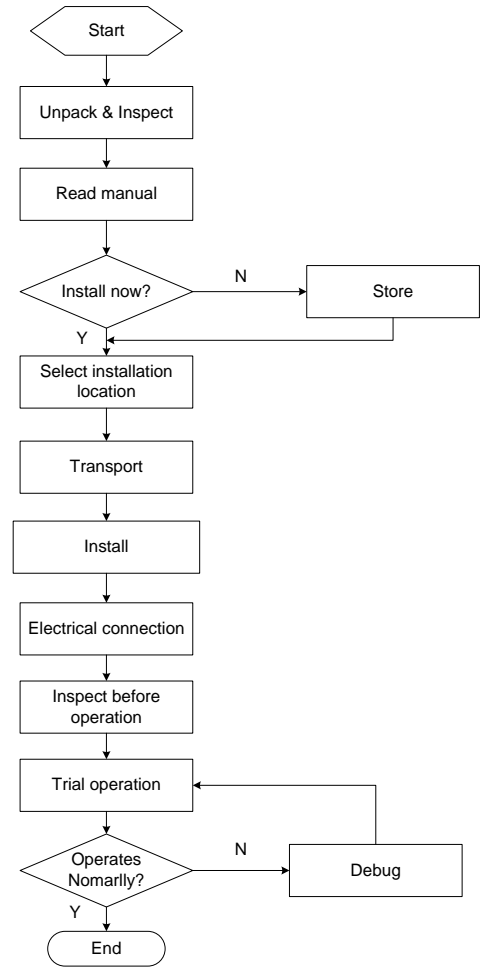 Start
Unpack & Inspect
Read manual
Install now?
N
Store
Y
Select installation
location
Transport
Install
Electrical connection
Inspect before
operation
Trial operation
Operates
Nomarlly?
N
Debug
Y
End